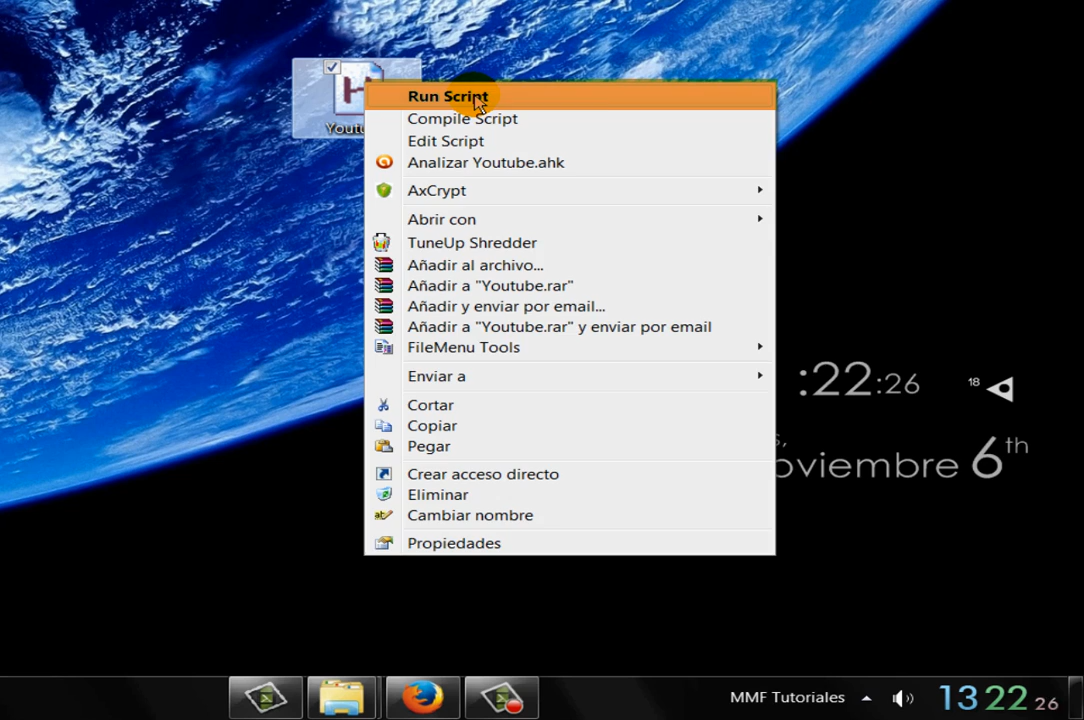 Run Script
Compile Script
Edit Script
Analizar Youtube.ahk
AxCrypt
Abrir con
TuneUp Shredder
Añadir al archivo...
Añadir a "Youtube.rar"
Añadir y enviar por email...
Añadir a "Youtube.rar" y enviar por email
FileMenu Tools
Enviar a
Cortar
Copiar
Pegar
Crear acceso directo
Eliminar
Cambiar nombre
Propiedades
:22:26
18
6th
MMF Tutoriales
13 22 26